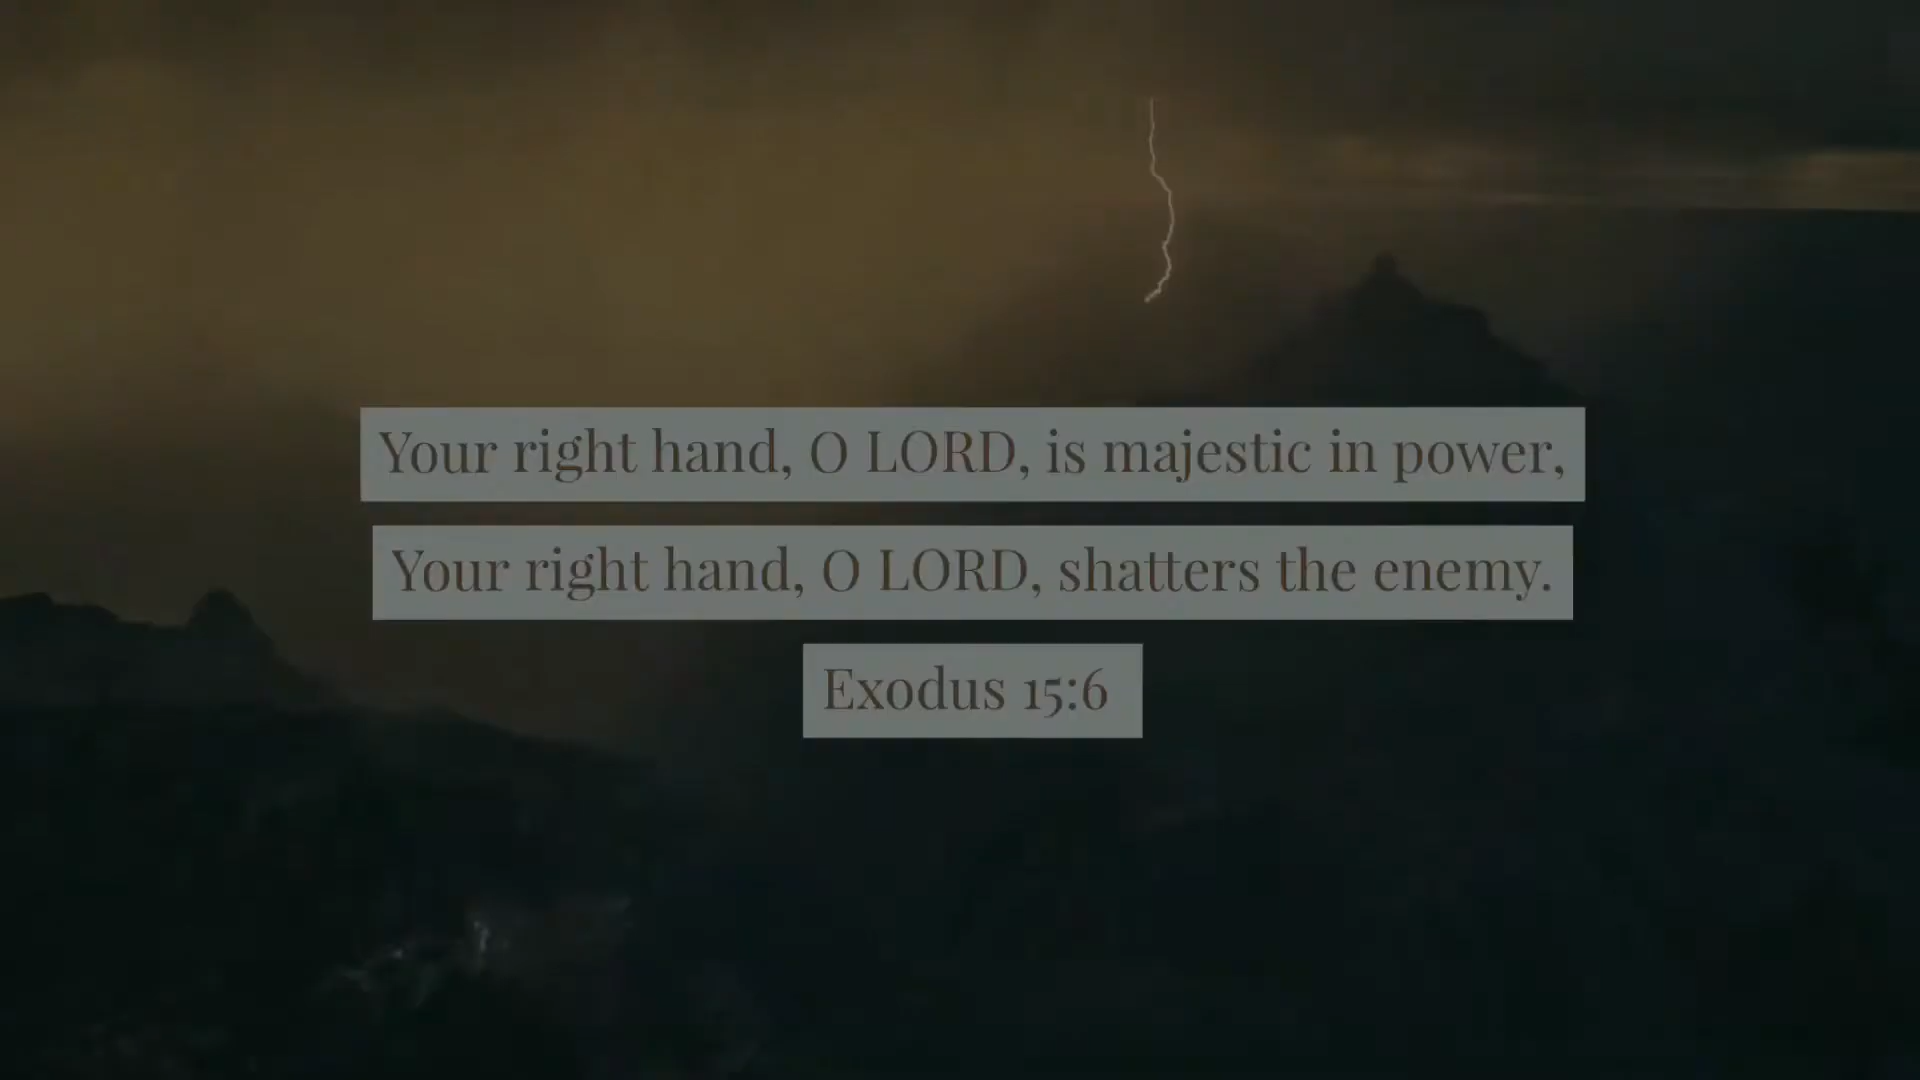 Your right hand, O LORD, is majestic in power,
Your right hand, O LORD, shatters the enemy.
Exodus 15:6